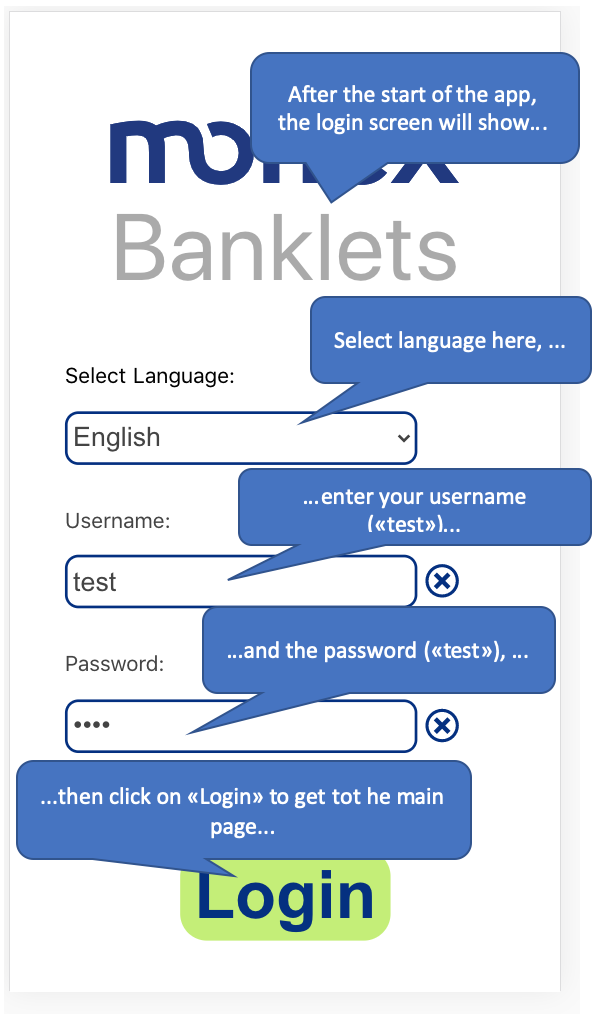 After the start of the app,
the login screen will show...
Banklets
Select language here, ...
Select Language:
English
...enter your username
(«test»)...
Username:
test
...and the password («test»), ...
Password:
••••
...then click on «Login» to get tot he main
page...
Login